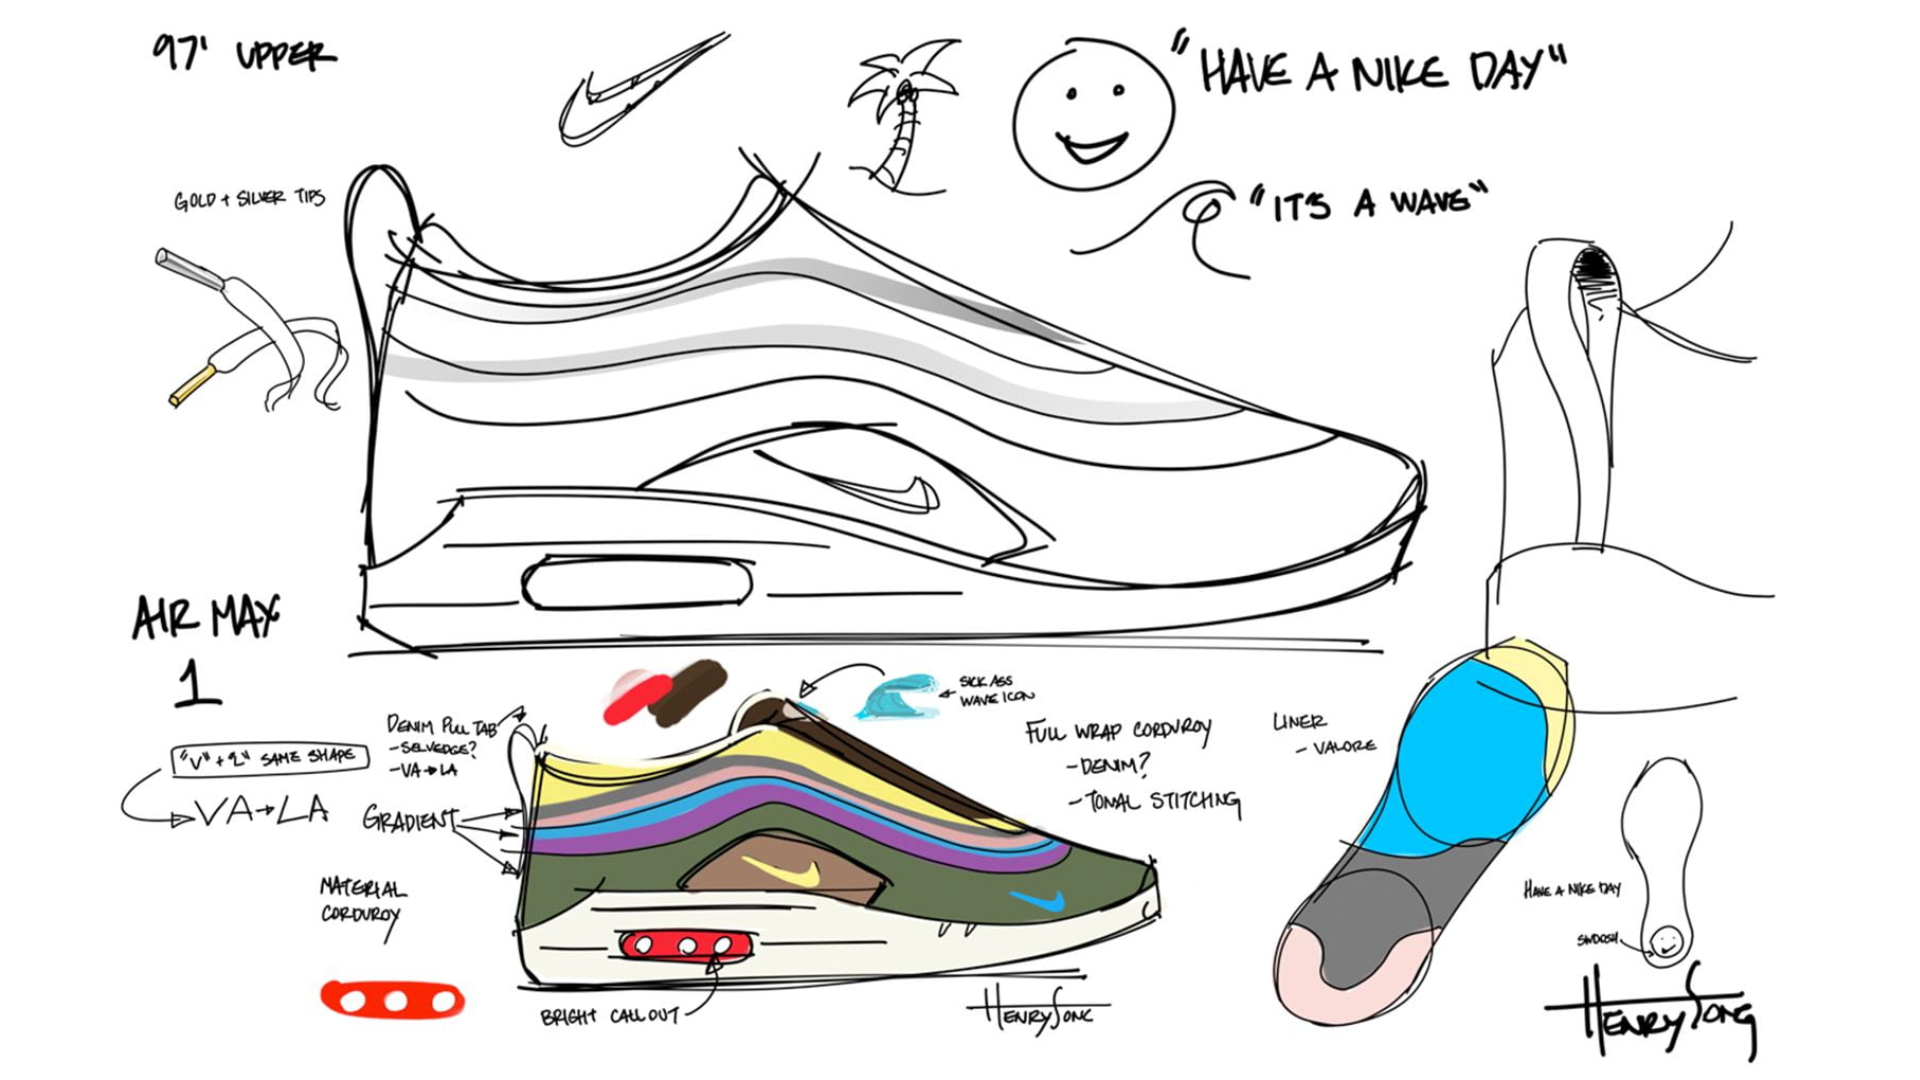 97' UPPER
"HAVE A NIKE DAY"
GOLD + SILVER TIPS
"IT'S A WAVE"
AIR MAX
1
"V" + "L" SAME SHAPE
VA→LA
DENIM PULL TAB
- SELVEDGE?
- VA→LA
GRADIENT
MATERIAL
CORDUROY
SICK ASS
WAVE ICON
FULL WRAP CORDUROY
- DENIM?
- TONAL STITCHING
LINER
- VALORE
BRIGHT CALL OUT
HENRY SONG
HAVE A NIKE DAY
SWOOSH
HENRY SONG